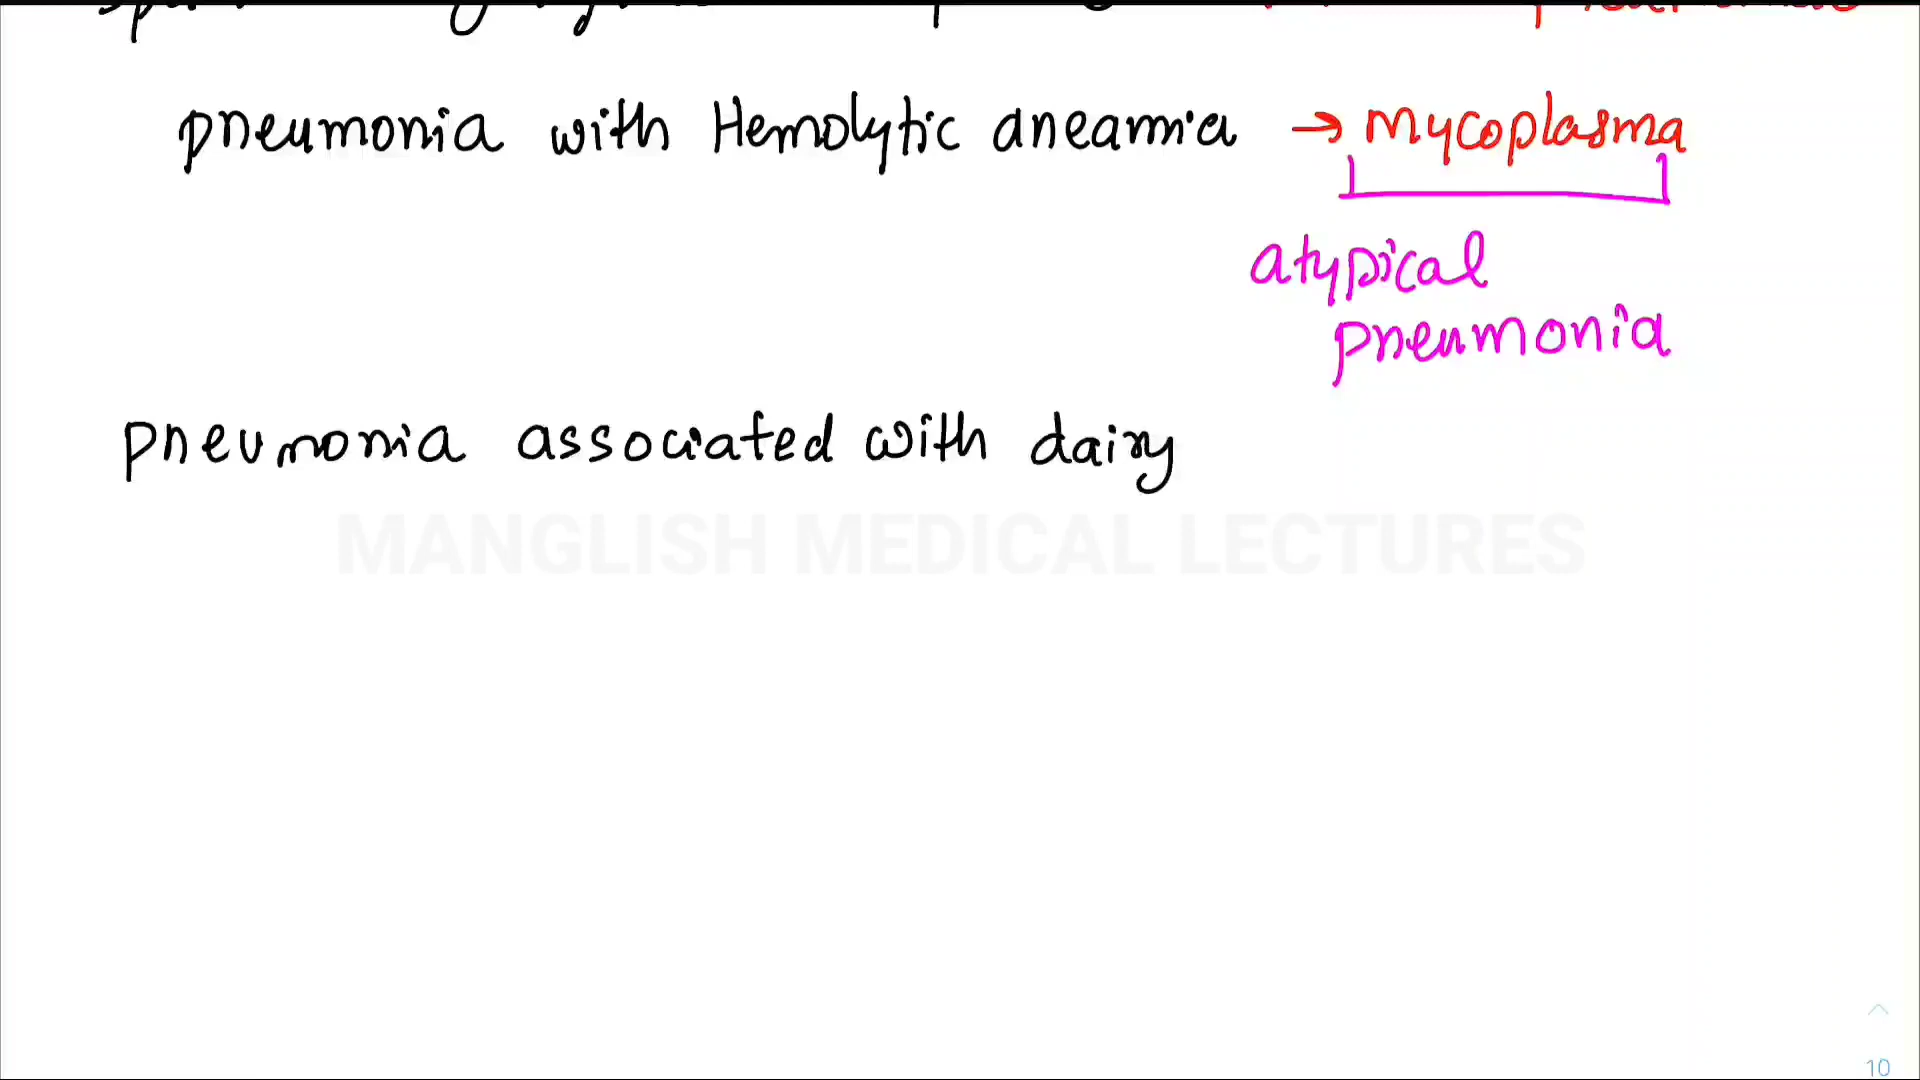 pneumonia with Hemolytic aneamia → mycoplasma
atypical
pneumonia
pneumonia associated with dairy
MANGLISH MEDICAL LECTURES
10